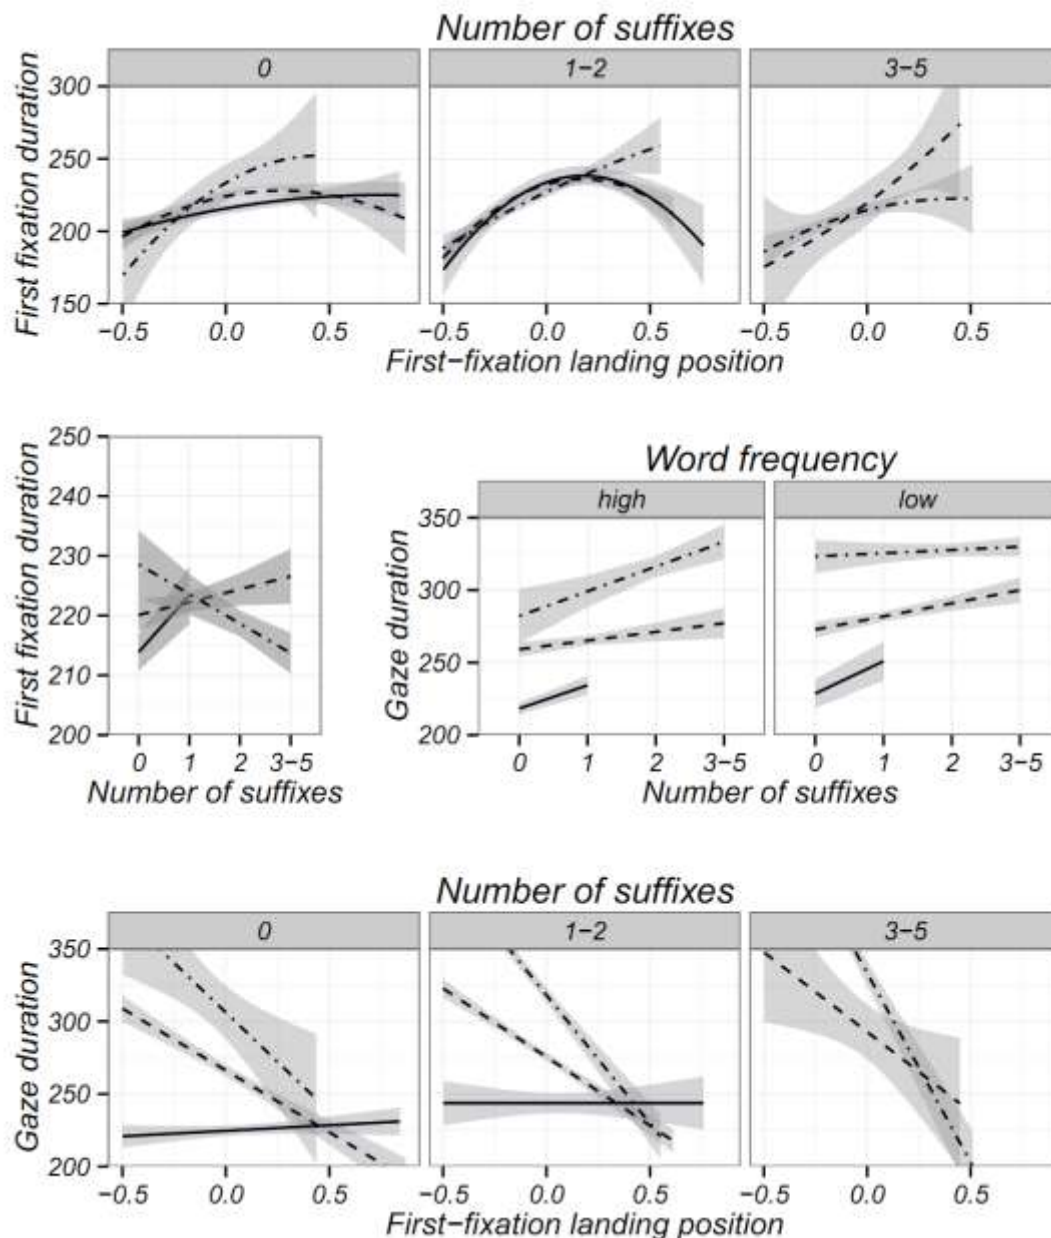 Number of suffixes
0 1−2 3−5
First fixation duration
300
250
200
150
−0.5 0.0 0.5 −0.5 0.0 0.5 −0.5 0.0 0.5
First−fixation landing position
First fixation duration
250
240
230
220
210
200
0 1 2 3−5
Number of suffixes
Word frequency
high low
Gaze duration
350
300
250
200
0 1 2 3−5 0 1 2 3−5
Number of suffixes
Number of suffixes
0 1−2 3−5
Gaze duration
350
300
250
200
−0.5 0.0 0.5 −0.5 0.0 0.5 −0.5 0.0 0.5
First−fixation landing position